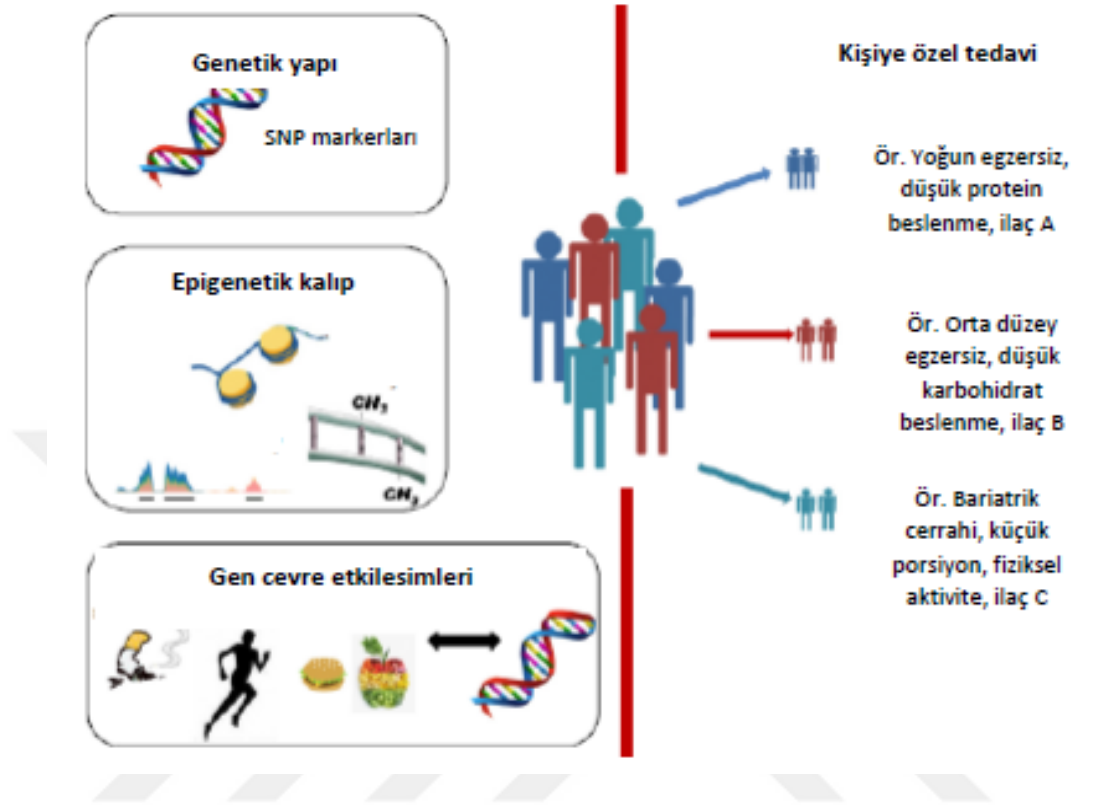 Genetik yapı
SNP markerları
Epigenetik kalıp
CH3
CH3
Gen cevre etkilesimleri
Kişiye özel tedavi
Ör. Yoğun egzersiz,
düşük protein
beslenme, ilaç A
Ör. Orta düzey
egzersiz, düşük
karbohidrat
beslenme, ilaç B
Ör. Bariatrik
cerrahi, küçük
porsiyon, fiziksel
aktivite, ilaç C